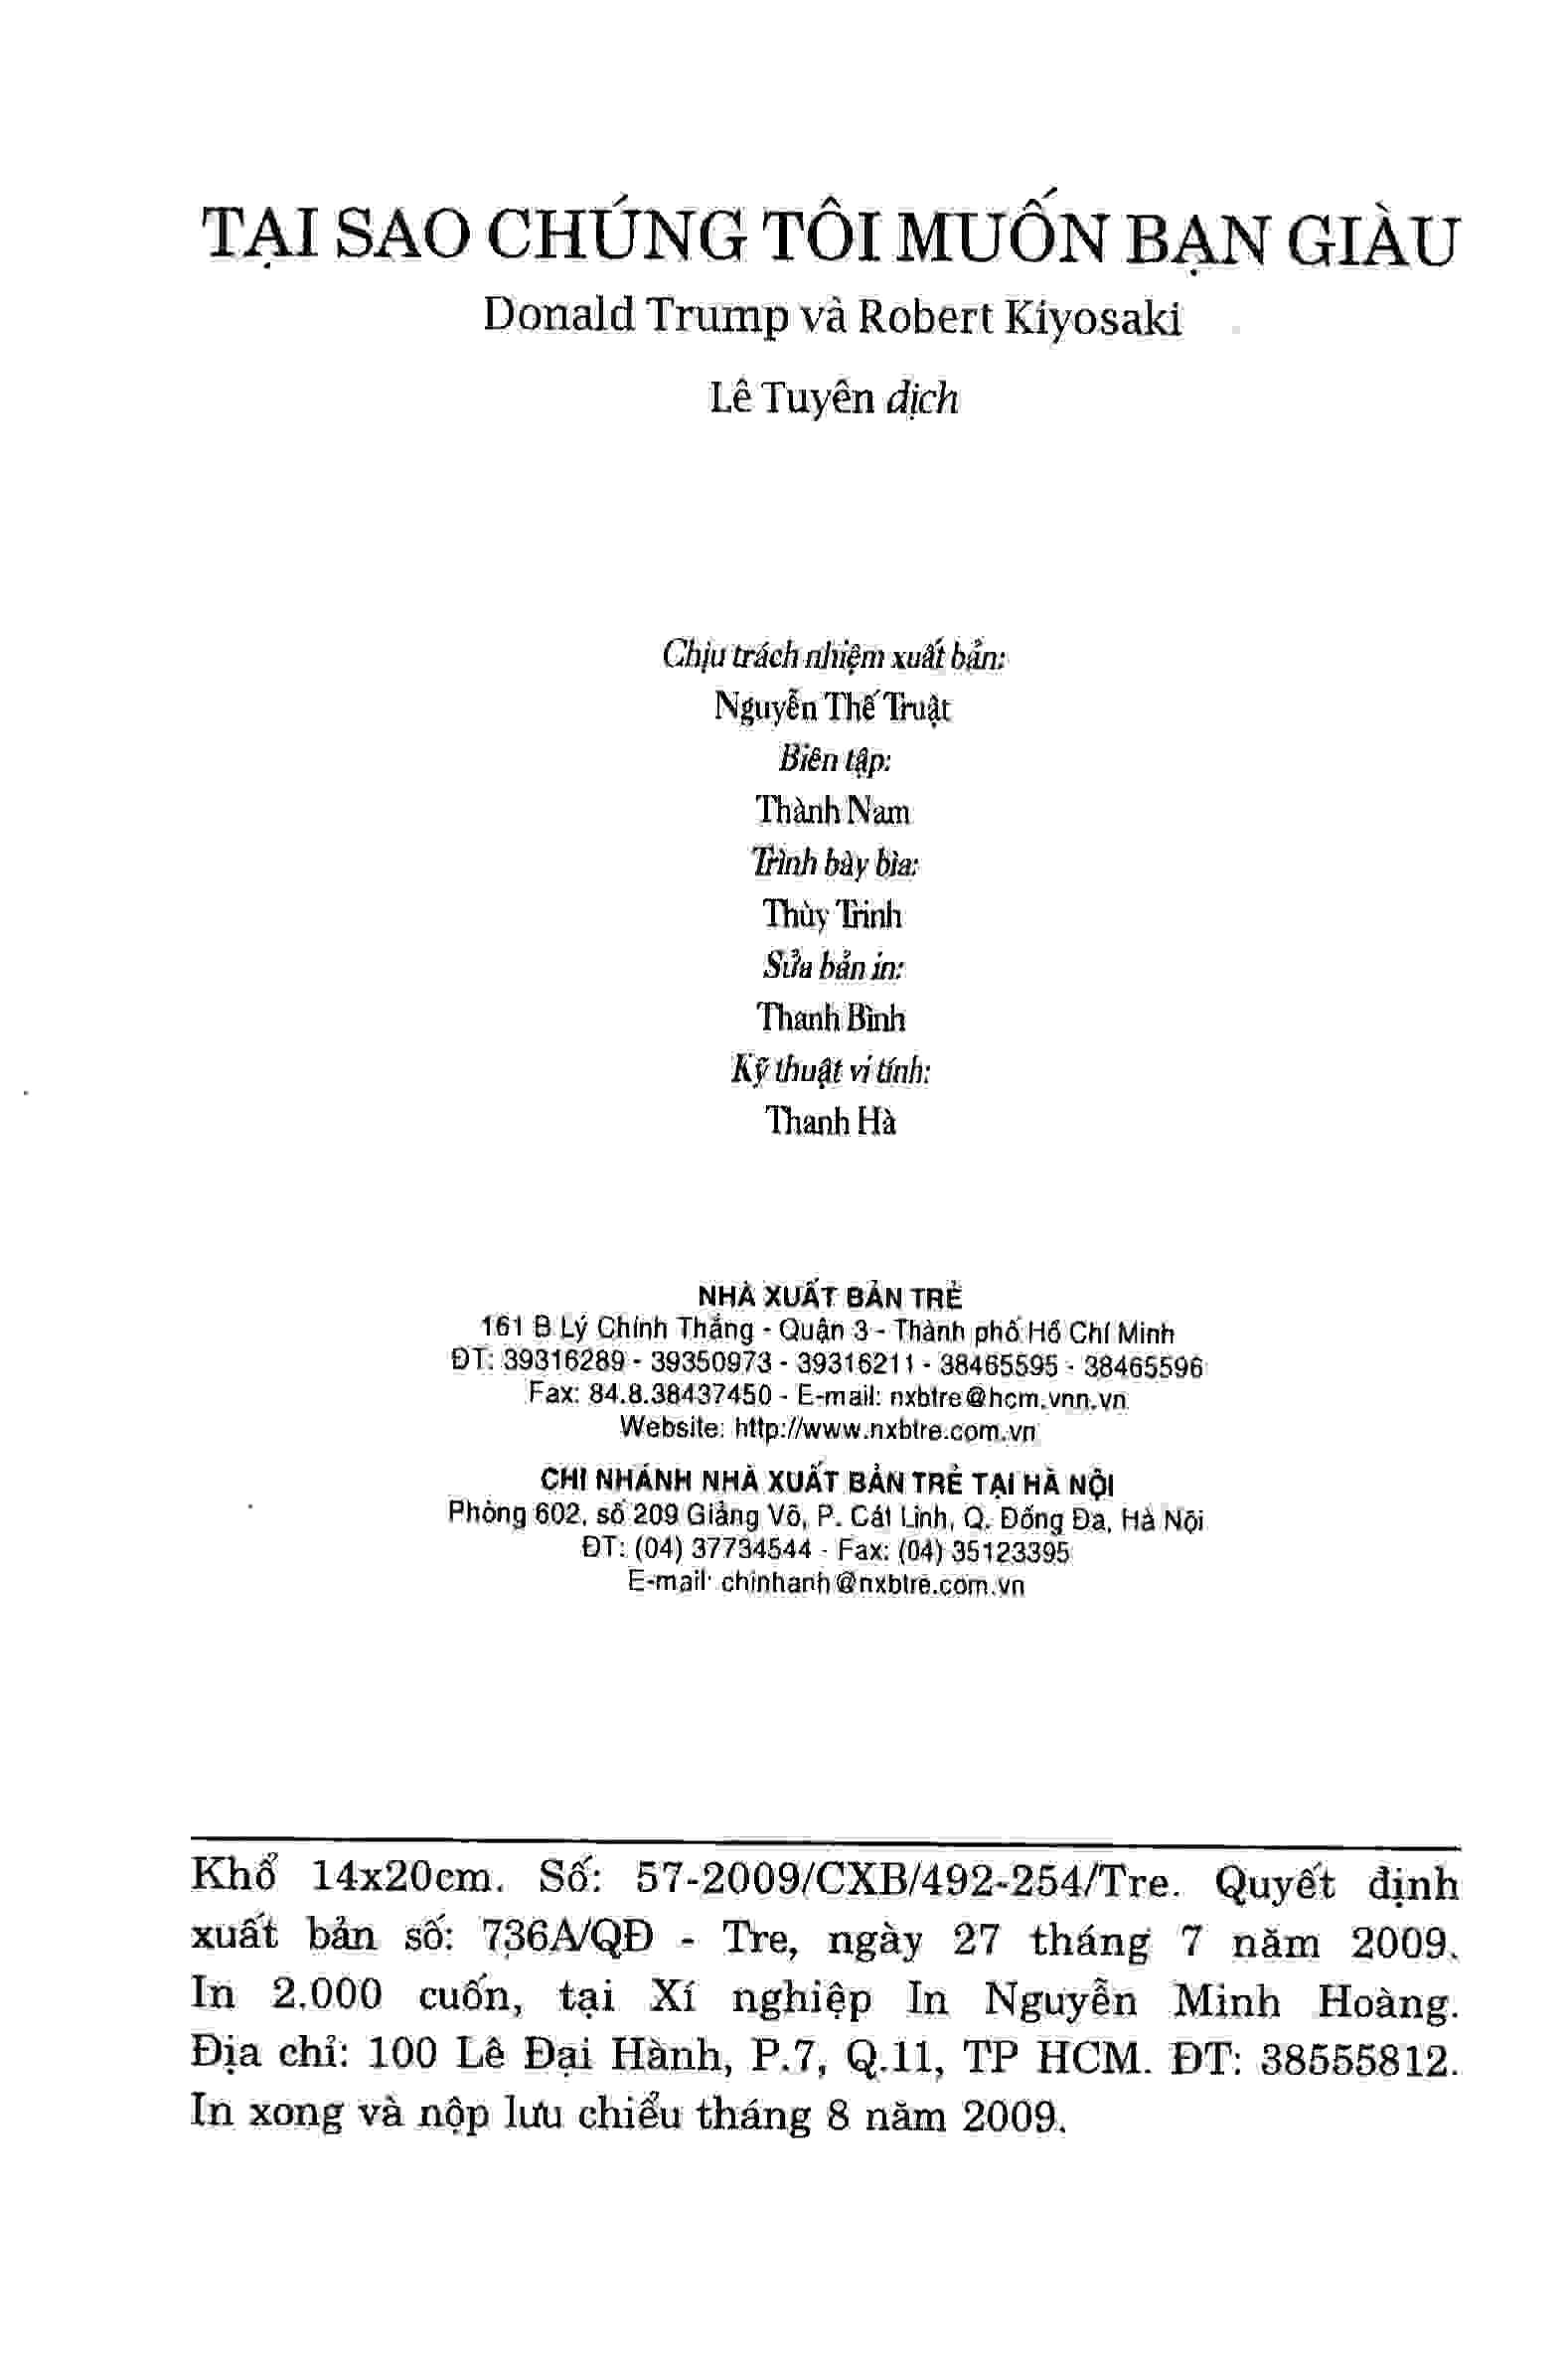 TẠI SAO CHÚNG TÔI MUỐN BẠN GIÀU
Donald Trump và Robert Kiyosaki
Lê Tuyên dịch
Chịu trách nhiệm xuất bản:
Nguyễn Thế Truật
Biên tập:
Thành Nam
Trình bày bìa:
Thùy Trinh
Sửa bản in:
Thanh Bình
Kỹ thuật vi tính:
Thanh Hà
NHÀ XUẤT BẢN TRẺ
161 B Lý Chính Thắng - Quận 3 - Thành phố Hồ Chí Minh
ĐT: 39316289 - 39350973 - 39316211 - 38465595 - 38465596
Fax: 84.8.38437450 - E-mail: nxbtre@hcm.vnn.vn
Website: http://www.nxbtre.com.vn
CHI NHÁNH NHÀ XUẤT BẢN TRẺ TẠI HÀ NỘI
Phòng 602, số 209 Giảng Võ, P. Cát Linh, Q. Đống Đa, Hà Nội
ĐT: (04) 37734544 - Fax: (04) 35123395
E-mail: chinhanh@nxbtre.com.vn
Khổ 14x20cm. Số: 57-2009/CXB/492-254/Tre. Quyết định
xuất bản số: 736A/QĐ - Tre, ngày 27 tháng 7 năm 2009.
In 2.000 cuốn, tại Xí nghiệp In Nguyễn Minh Hoàng.
Địa chỉ: 100 Lê Đại Hành, P.7, Q.11, TP HCM. ĐT: 38555812.
In xong và nộp lưu chiểu tháng 8 năm 2009.